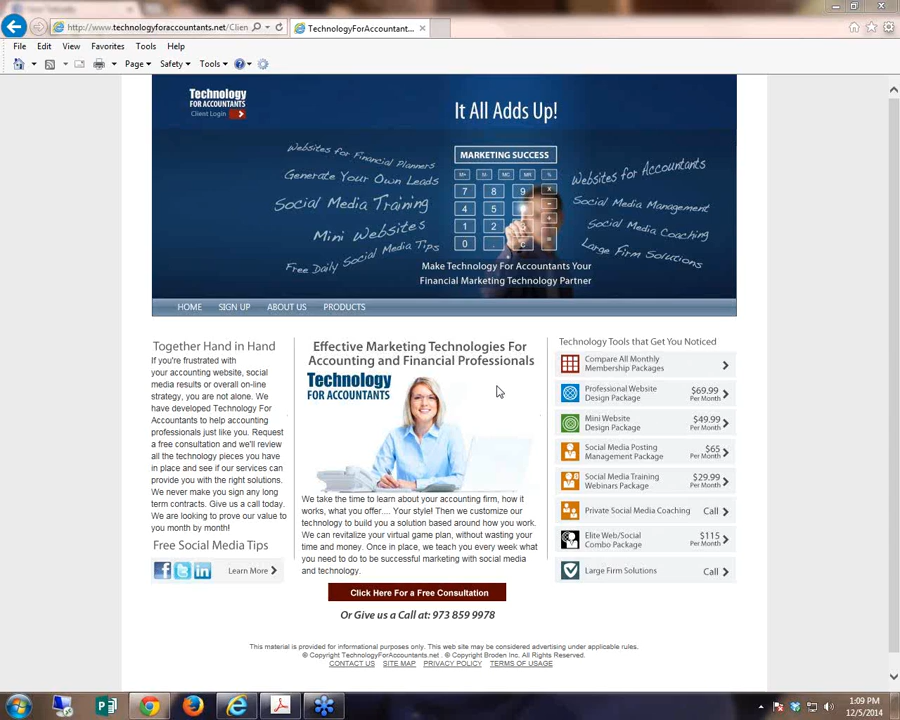 http://www.technologyforaccountants.net/Clien
TechnologyForAccountant...
File Edit View Favorites Tools Help
Page Safety Tools
Technology
FOR ACCOUNTANTS
Client Login
It All Adds Up!
MARKETING SUCCESS
Websites for Financial Planners
Generate Your Own Leads
Social Media Training
Mini Websites
Free Daily Social Media Tips
M+ M- MC MR %
7 8 9 x
4 5 −
1 2 3 +
0 . C =
Websites for Accountants
Social Media Management
Social Media Coaching
Large Firm Solutions
Make Technology For Accountants Your
Financial Marketing Technology Partner
HOME SIGN UP ABOUT US PRODUCTS
Together Hand in Hand
If you're frustrated with
your accounting website, social
media results or overall on-line
strategy, you are not alone. We
have developed Technology For
Accountants to help accounting
professionals just like you. Request
a free consultation and we'll review
all the technology pieces you have
in place and see if our services can
provide you with the right solutions.
We never make you sign any long
term contracts. Give us a call today.
We are looking to prove our value to
you month by month!
Free Social Media Tips
Learn More
Effective Marketing Technologies For
Accounting and Financial Professionals
Technology
FOR ACCOUNTANTS
We take the time to learn about your accounting firm, how it
works, what you offer.... Your style! Then we customize our
technology to build you a solution based around how you work.
We can revitalize your virtual game plan, without wasting your
time and money. Once in place, we teach you every week what
you need to do to be successful marketing with social media
and technology.
Click Here For a Free Consultation
Or Give us a Call at: 973 859 9978
Technology Tools that Get You Noticed
Compare All Monthly
Membership Packages
Professional Website
Design Package
$69.99
Per Month
Mini Website
Design Package
$49.99
Per Month
Social Media Posting
Management Package
$65
Per Month
Social Media Training
Webinars Package
$29.99
Per Month
Private Social Media Coaching Call
Elite Web/Social
Combo Package
$115
Per Month
Large Firm Solutions Call
This material is provided for informational purposes only. This web site may be considered advertising under applicable rules.
© Copyright TechnologyForAccountants.net . © Copyright Broden Inc. All Rights Reserved.
CONTACT US SITE MAP PRIVACY POLICY TERMS OF USAGE
1:09 PM
12/5/2014